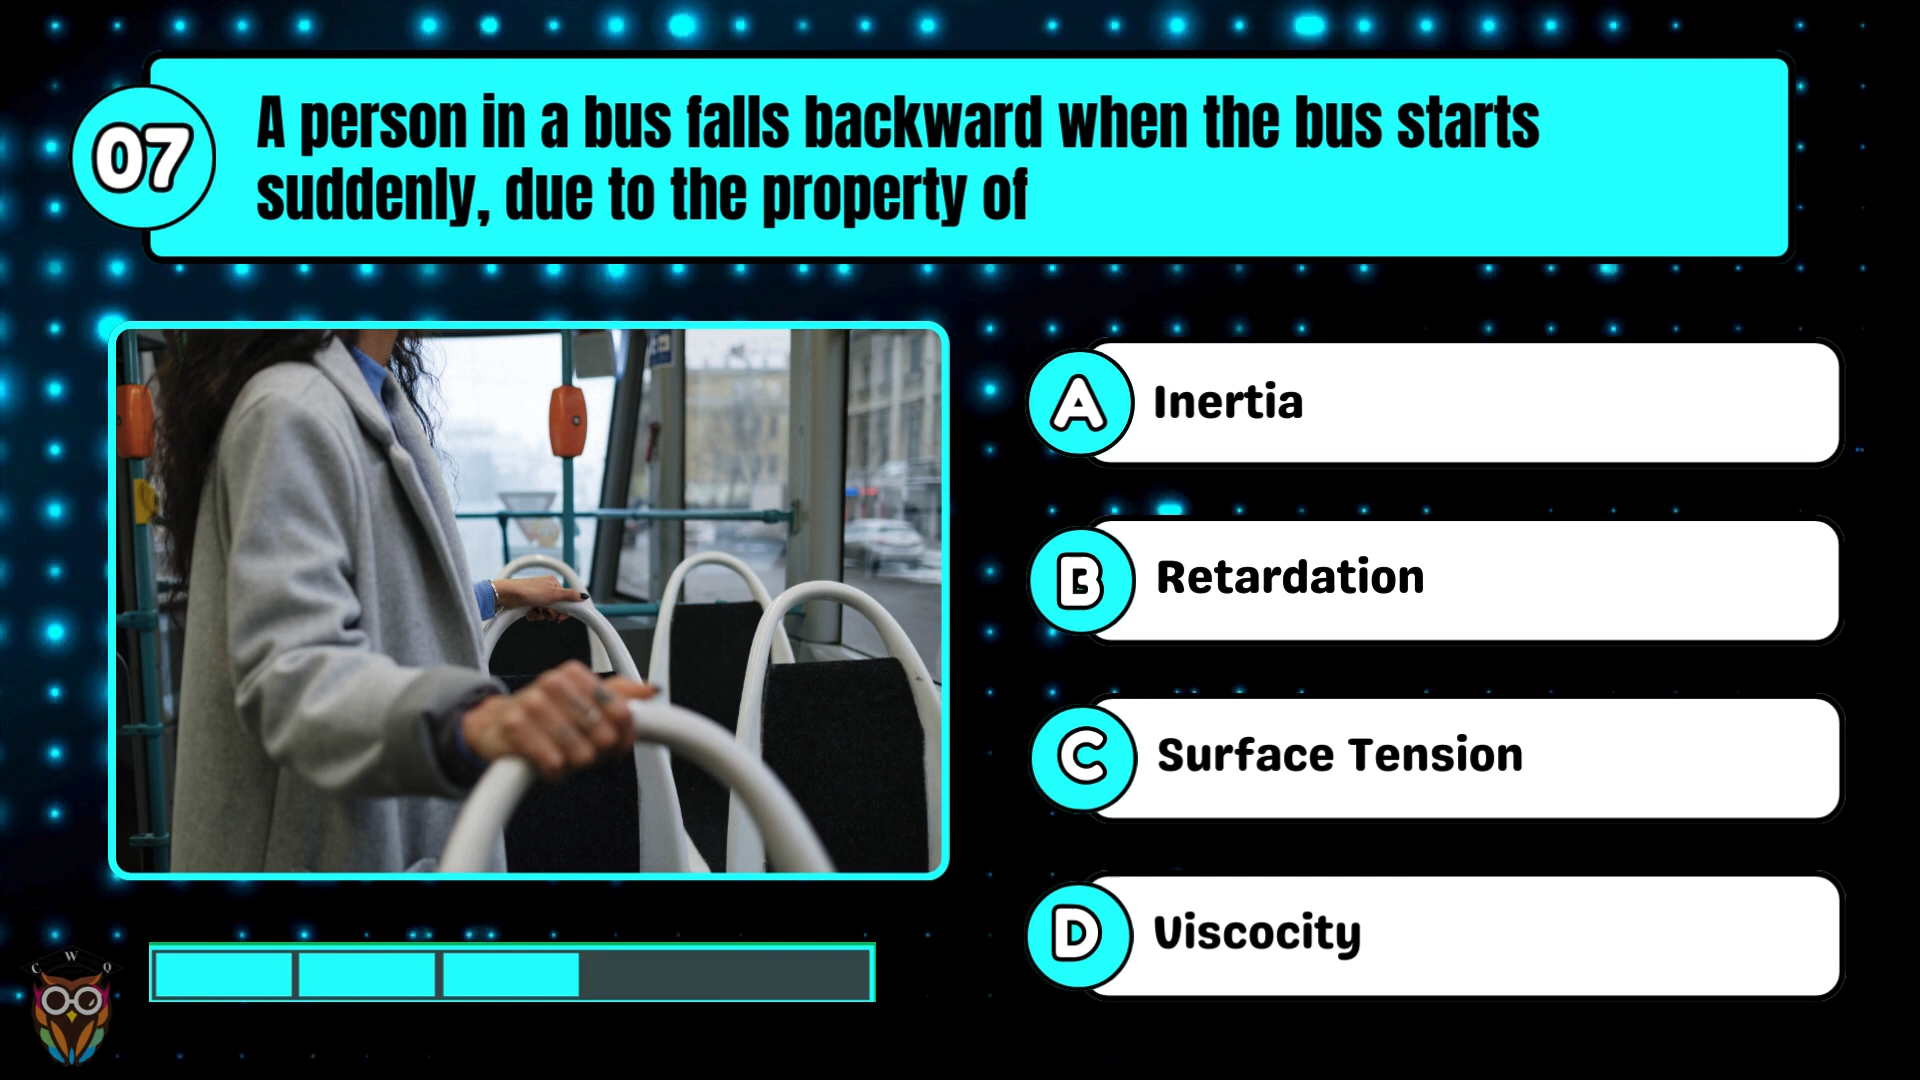 07
A person in a bus falls backward when the bus starts
suddenly, due to the property of
A Inertia
B Retardation
C Surface Tension
D Viscocity
C W Q